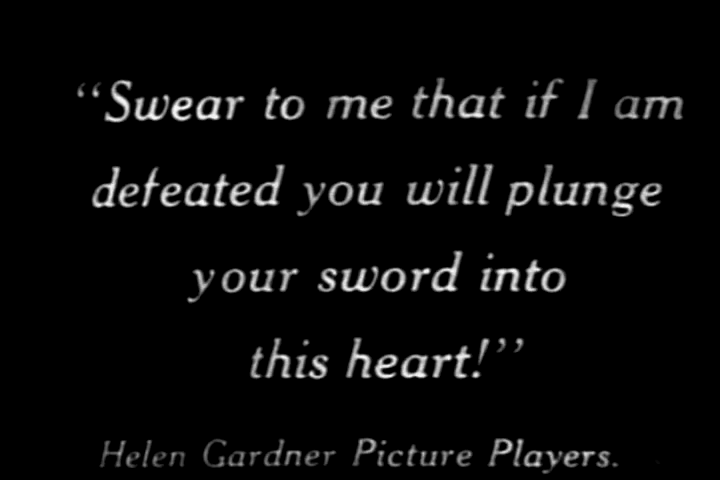 “Swear to me that if I am
defeated you will plunge
your sword into
this heart!”
Helen Gardner Picture Players.